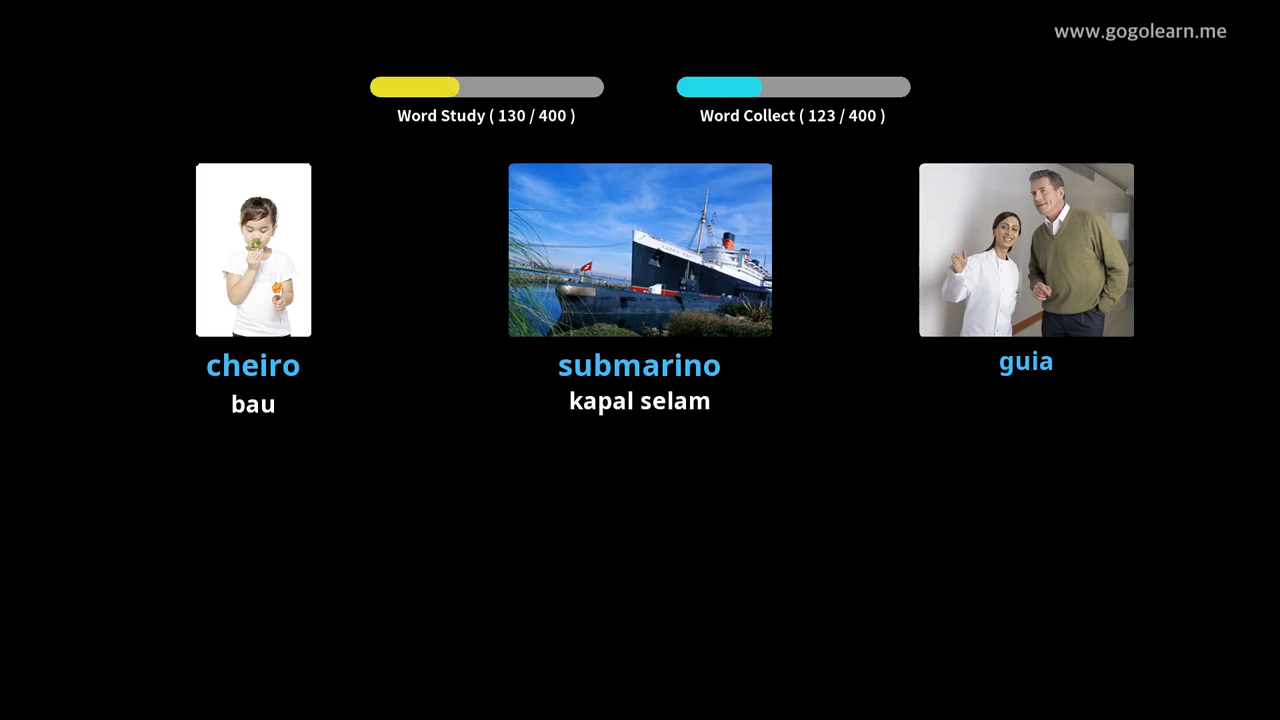 www.gogolearn.me
Word Study ( 130 / 400 )
Word Collect ( 123 / 400 )
cheiro
bau
submarino
kapal selam
guia